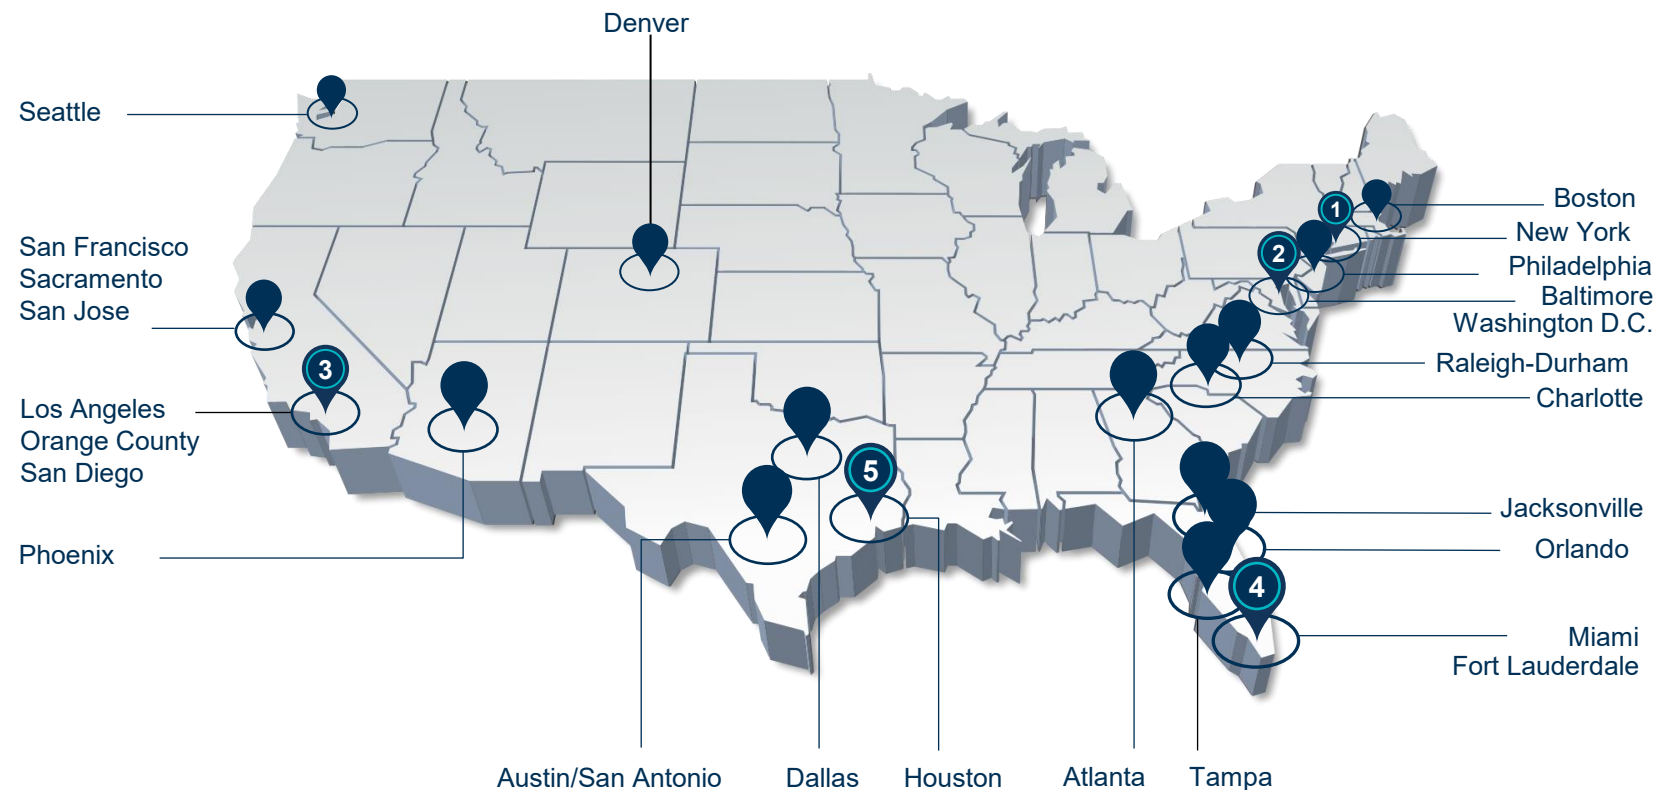 Denver
Seattle
San Francisco
Sacramento
San Jose
3
Los Angeles
Orange County
San Diego
Phoenix
1
2
Boston
New York
Philadelphia
Baltimore
Washington D.C.
Raleigh-Durham
Charlotte
5
Jacksonville
Orlando
4
Miami
Fort Lauderdale
Austin/San Antonio
Dallas
Houston
Atlanta
Tampa